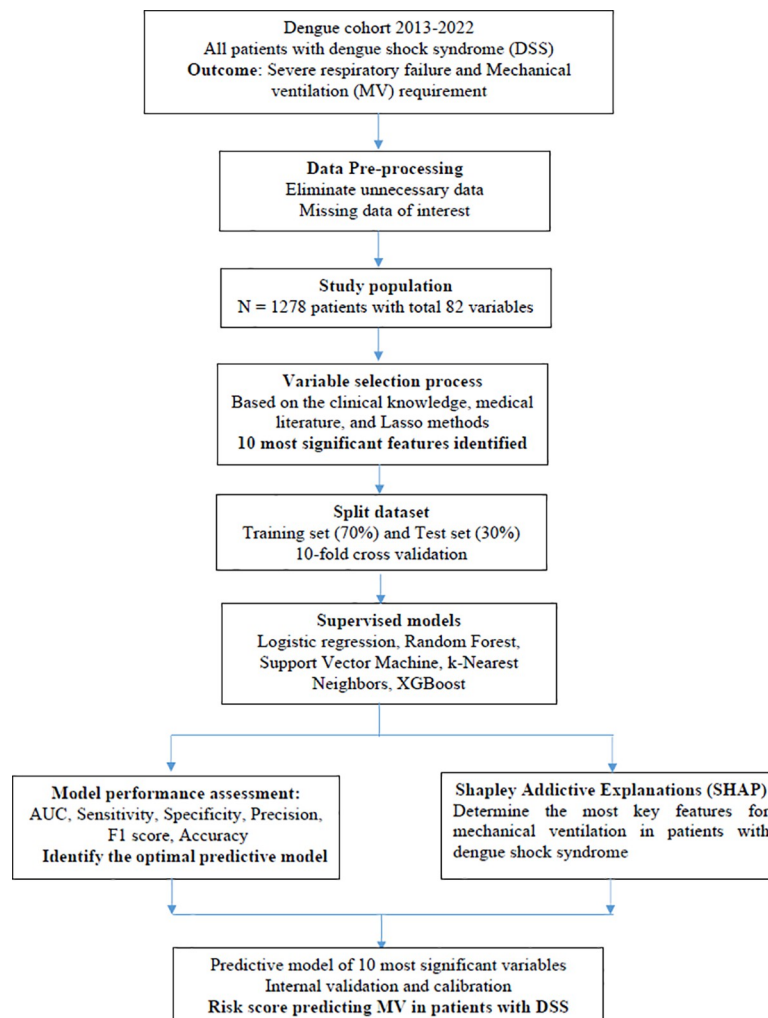 Dengue cohort 2013-2022
All patients with dengue shock syndrome (DSS)
Outcome: Severe respiratory failure and Mechanical
ventilation (MV) requirement
Data Pre-processing
Eliminate unnecessary data
Missing data of interest
Study population
N = 1278 patients with total 82 variables
Variable selection process
Based on the clinical knowledge, medical
literature, and Lasso methods
10 most significant features identified
Split dataset
Training set (70%) and Test set (30%)
10-fold cross validation
Supervised models
Logistic regression, Random Forest,
Support Vector Machine, k-Nearest
Neighbors, XGBoost
Model performance assessment:
AUC, Sensitivity, Specificity, Precision,
F1 score, Accuracy
Identify the optimal predictive model
Shapley Addictive Explanations (SHAP)
Determine the most key features for
mechanical ventilation in patients with
dengue shock syndrome
Predictive model of 10 most significant variables
Internal validation and calibration
Risk score predicting MV in patients with DSS